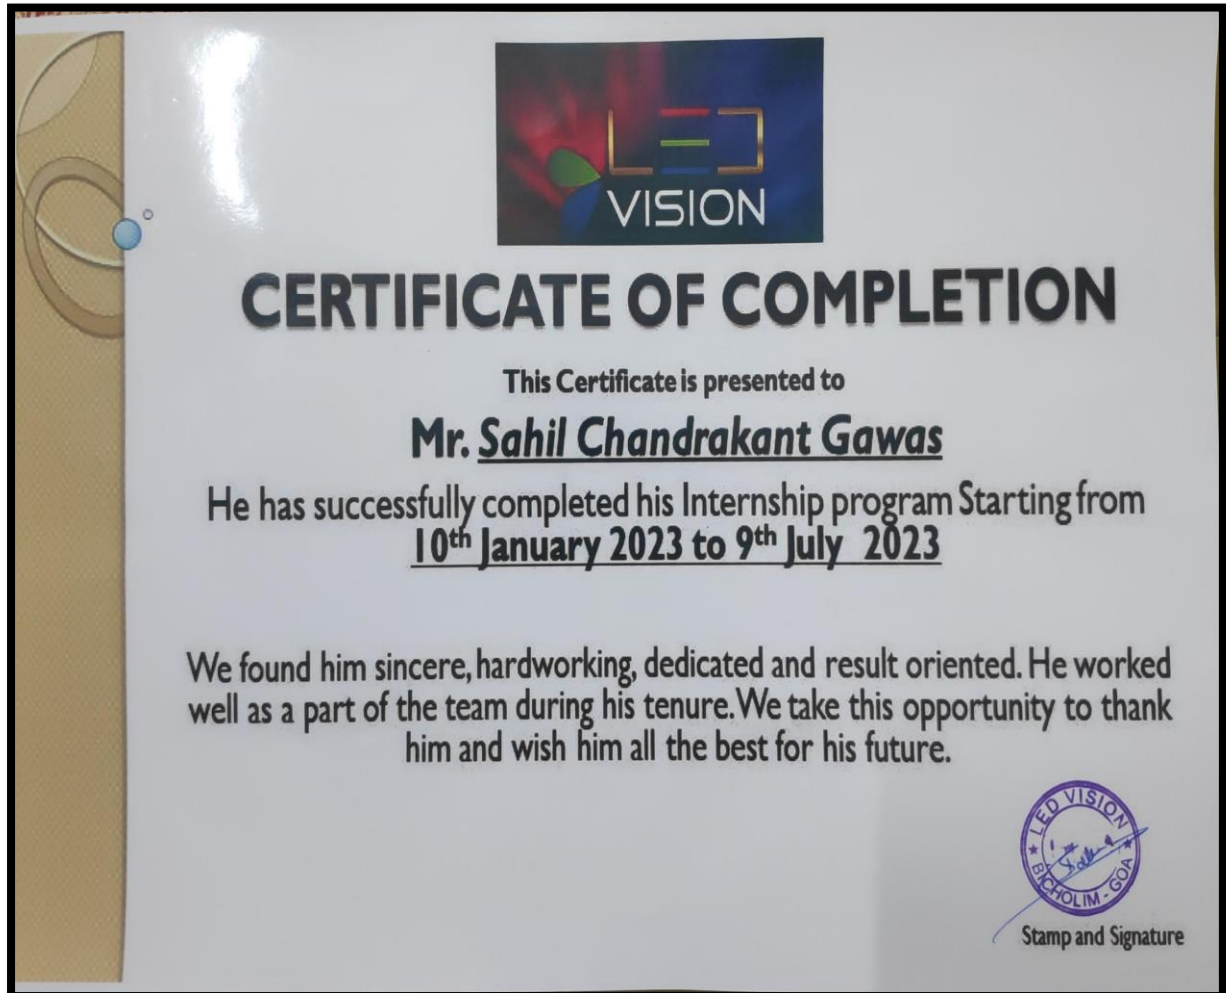 LED
VISION
CERTIFICATE OF COMPLETION
This Certificate is presented to
Mr. Sahil Chandrakant Gawas
He has successfully completed his Internship program Starting from
10th January 2023 to 9th July 2023
We found him sincere, hardworking, dedicated and result oriented. He worked
well as a part of the team during his tenure. We take this opportunity to thank
him and wish him all the best for his future.
LED VISION
BICHOLIM - GOA
Stamp and Signature